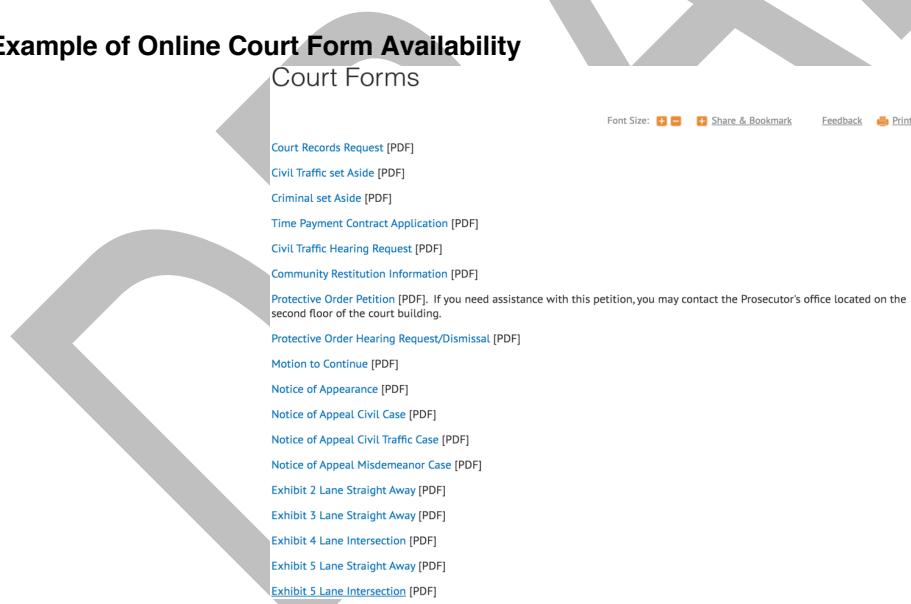 Example of Online Court Form Availability
Court Forms
Font Size: + - + Share & Bookmark Feedback Print
Court Records Request [PDF]
Civil Traffic set Aside [PDF]
Criminal set Aside [PDF]
Time Payment Contract Application [PDF]
Civil Traffic Hearing Request [PDF]
Community Restitution Information [PDF]
Protective Order Petition [PDF]. If you need assistance with this petition, you may contact the Prosecutor's office located on the
second floor of the court building.
Protective Order Hearing Request/Dismissal [PDF]
Motion to Continue [PDF]
Notice of Appearance [PDF]
Notice of Appeal Civil Case [PDF]
Notice of Appeal Civil Traffic Case [PDF]
Notice of Appeal Misdemeanor Case [PDF]
Exhibit 2 Lane Straight Away [PDF]
Exhibit 3 Lane Straight Away [PDF]
Exhibit 4 Lane Intersection [PDF]
Exhibit 5 Lane Straight Away [PDF]
Exhibit 5 Lane Intersection [PDF]